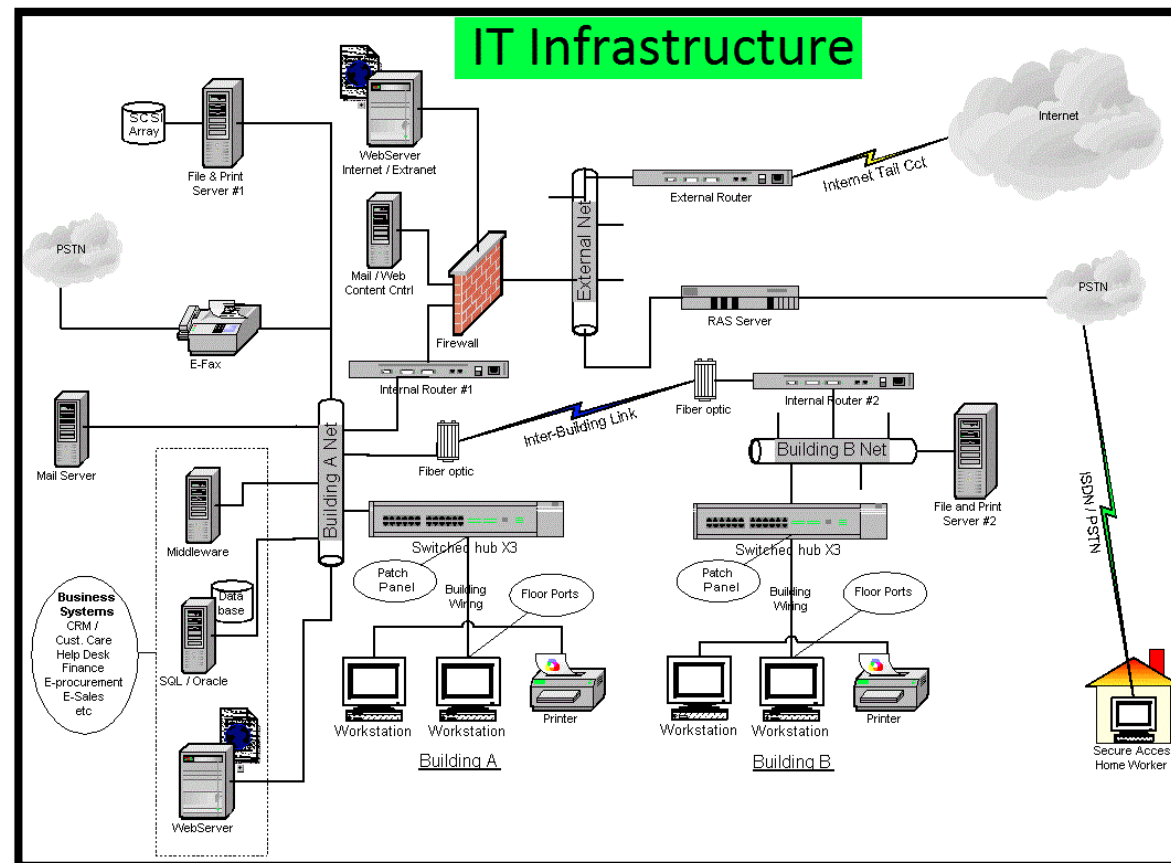 IT Infrastructure
SCSI
Array
File & Print
Server #1
WebServer
Internet / Extranet
Internet
Internet Tail Cct
External Router
External Net
PSTN
Mail / Web
Content Cntrl
Firewall
RAS Server
PSTN
E-Fax
Internal Router #1
Internal Router #2
Fiber optic
Inter-Building Link
Fiber optic
Mail Server
Building A Net
Building B Net
File and Print
Server #2
ISDN / PSTN
Middleware
Switched hub X3
Switched hub X3
Patch
Panel
Building
Wiring
Floor Ports
Patch
Panel
Building
Wiring
Floor Ports
Business
Systems
CRM /
Cust. Care
Help Desk
Finance
E-procurement
E-Sales
etc
Data
base
SQL / Oracle
Workstation
Workstation
Printer
Workstation
Workstation
Printer
Building A
Building B
WebServer
Secure Access
Home Worker